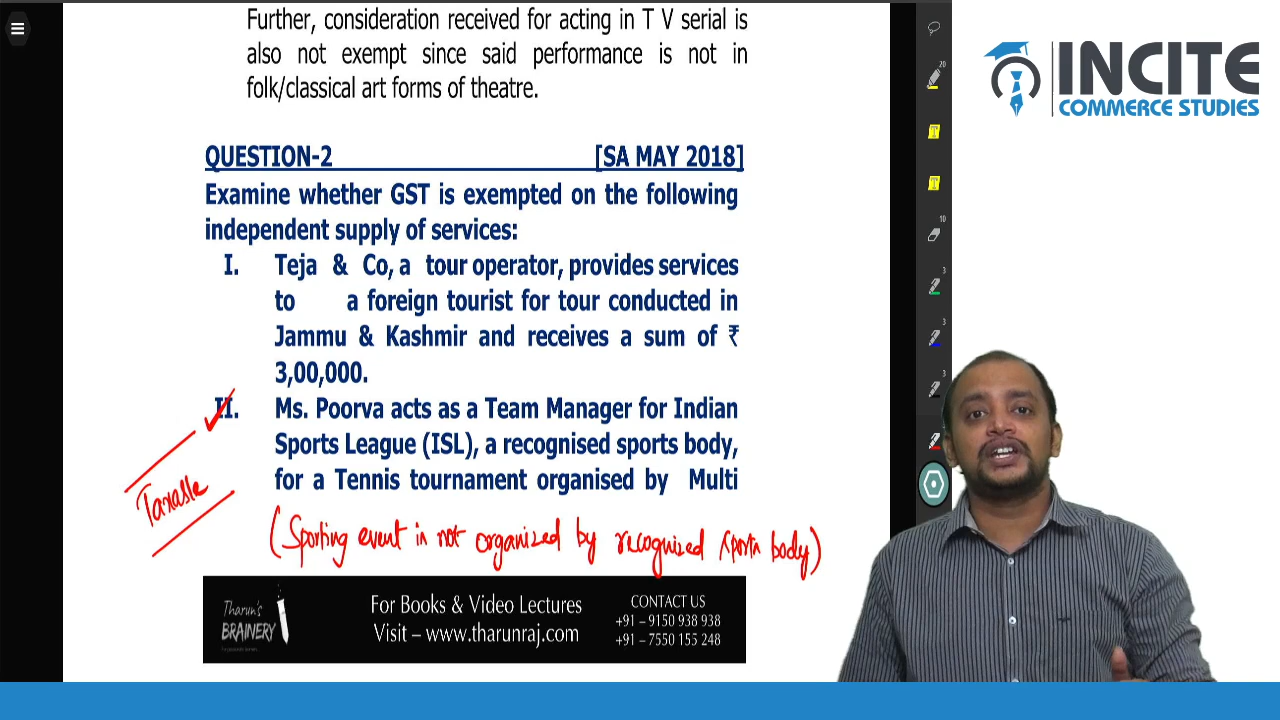 Further, consideration received for acting in T V serial is
also not exempt since said performance is not in
folk/classical art forms of theatre.
INCITE
COMMERCE STUDIES
QUESTION-2 [SA MAY 2018]
Examine whether GST is exempted on the following
independent supply of services:
I. Teja & Co, a tour operator, provides services
to a foreign tourist for tour conducted in
Jammu & Kashmir and receives a sum of ₹
3,00,000.
II. Ms. Poorva acts as a Team Manager for Indian
Sports League (ISL), a recognised sports body,
for a Tennis tournament organised by Multi
Taxable
(Sporting event is not organized by recognized sports body)
Tharun's
BRAINERY
For Books & Video Lectures
Visit – www.tharunraj.com
CONTACT US
+91 – 9150 938 938
+91 – 7550 155 248
20
10
3
3
3